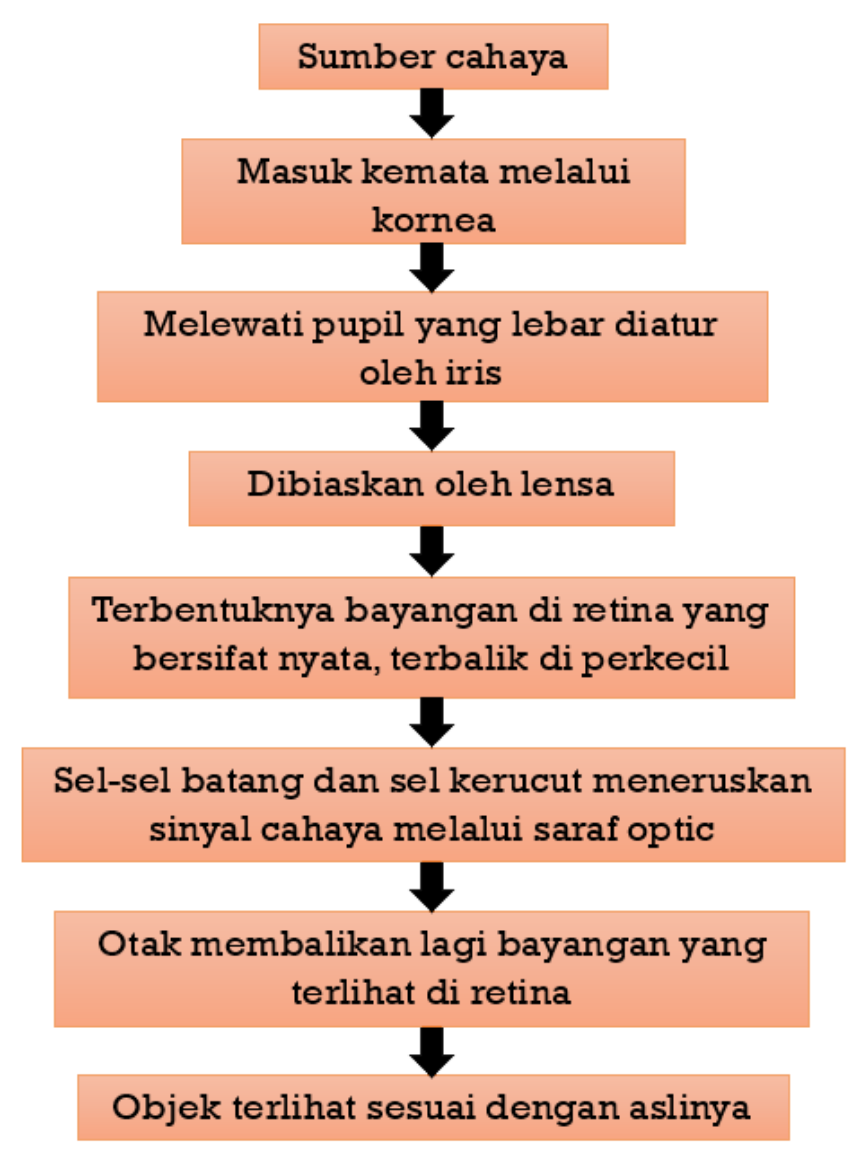 Sumber cahaya
Masuk kemata melalui
kornea
Melewati pupil yang lebar diatur
oleh iris
Dibiaskan oleh lensa
Terbentuknya bayangan di retina yang
bersifat nyata, terbalik di perkecil
Sel-sel batang dan sel kerucut meneruskan
sinyal cahaya melalui saraf optic
Otak membalikan lagi bayangan yang
terlihat di retina
Objek terlihat sesuai dengan aslinya